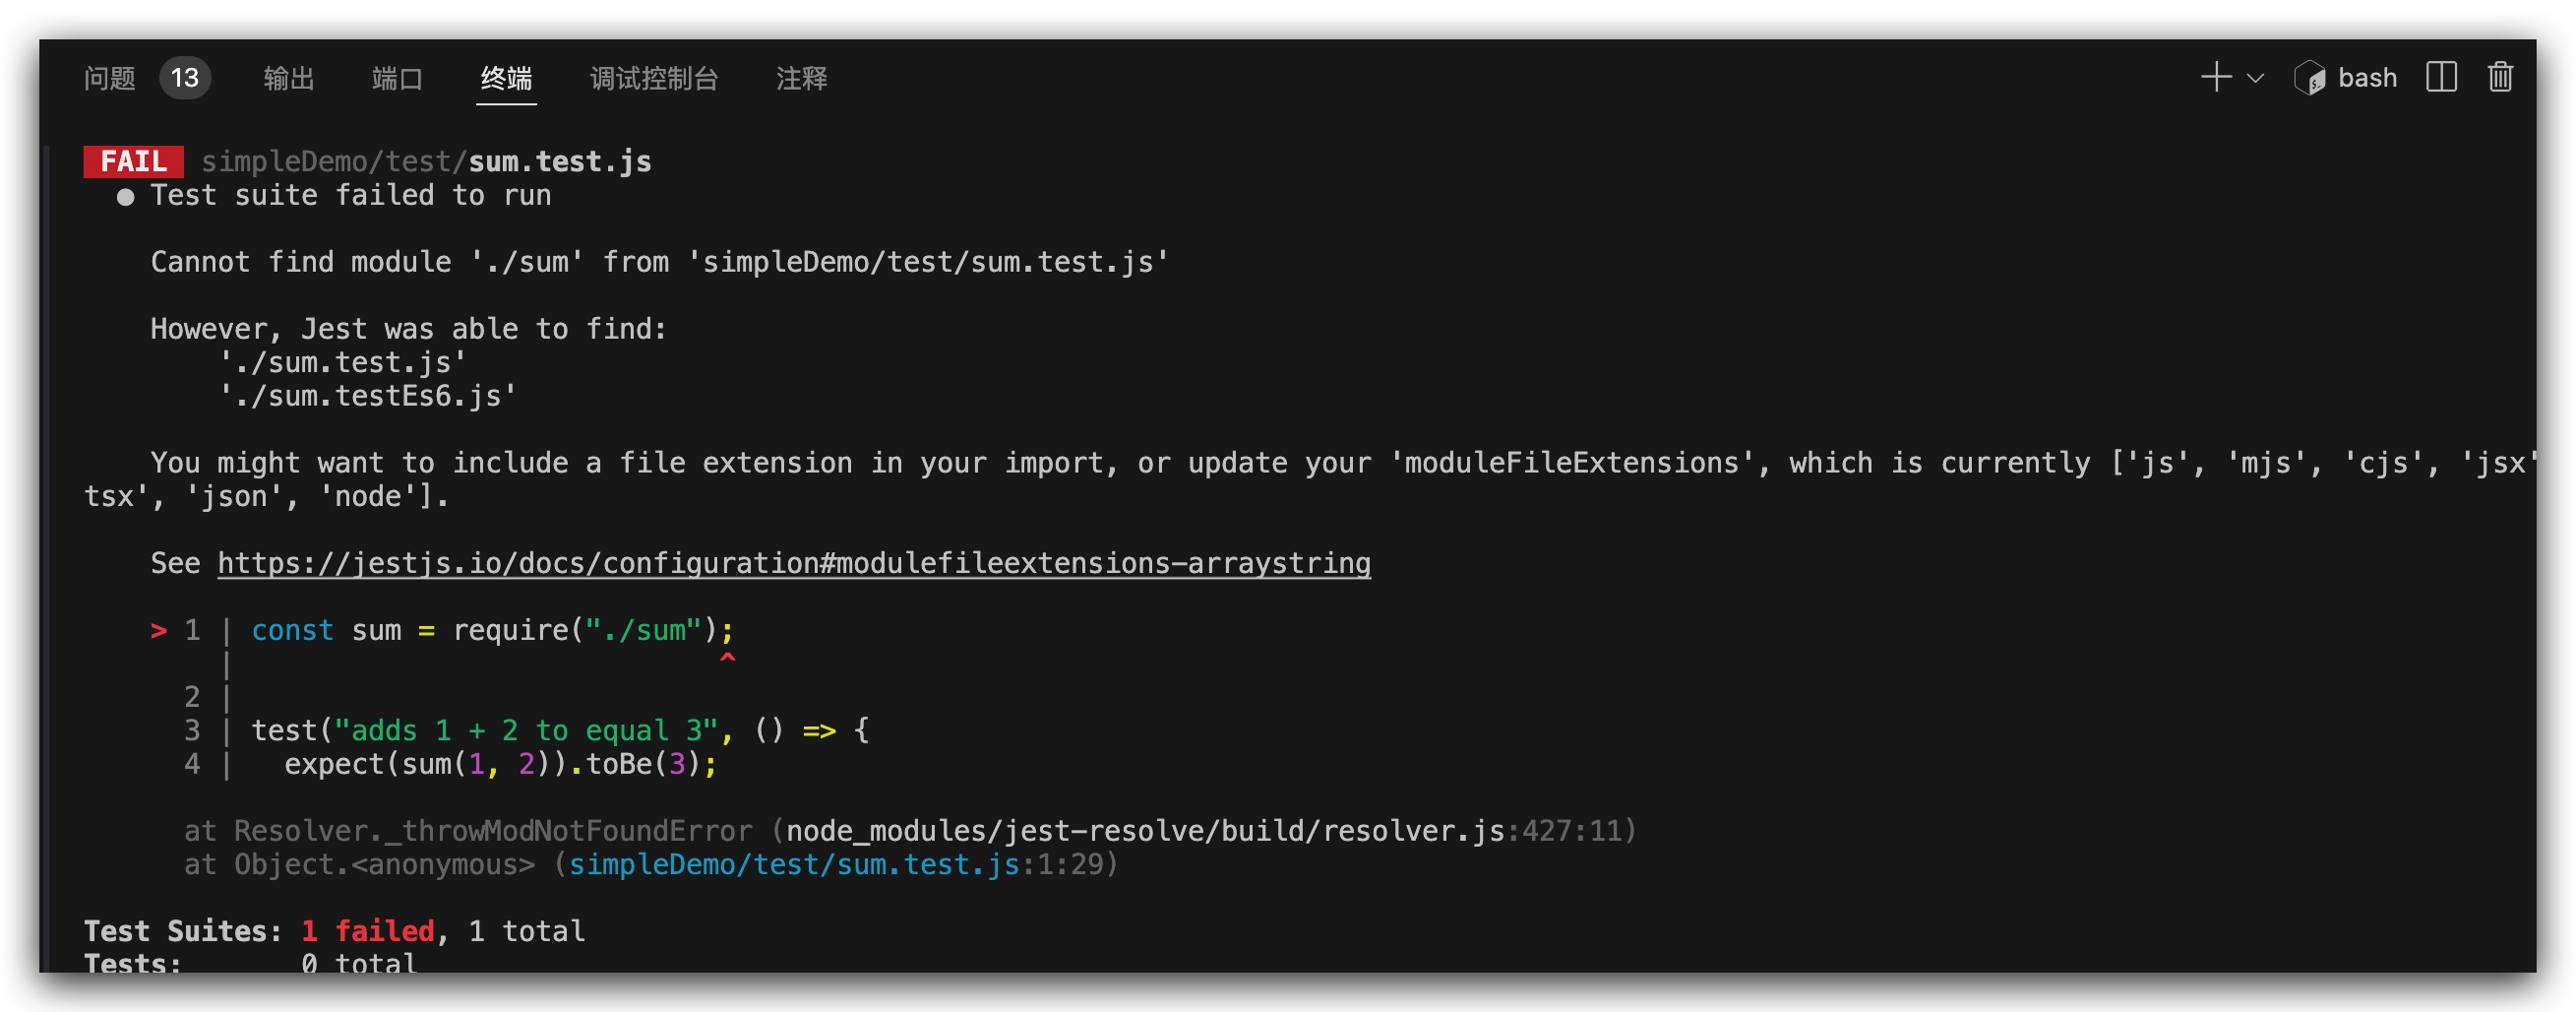 问题 13 输出 端口 终端 调试控制台 注释 bash
FAIL simpleDemo/test/sum.test.js
● Test suite failed to run
Cannot find module './sum' from 'simpleDemo/test/sum.test.js'
However, Jest was able to find:
'./sum.test.js'
'./sum.testEs6.js'
You might want to include a file extension in your import, or update your 'moduleFileExtensions', which is currently ['js', 'mjs', 'cjs', 'jsx'
tsx', 'json', 'node'].
See https://jestjs.io/docs/configuration#modulefileextensions-arraystring
> 1 | const sum = require("./sum");
| ^
2 |
3 | test("adds 1 + 2 to equal 3", () => {
4 | expect(sum(1, 2)).toBe(3);
at Resolver._throwModNotFoundError (node_modules/jest-resolve/build/resolver.js:427:11)
at Object.<anonymous> (simpleDemo/test/sum.test.js:1:29)
Test Suites: 1 failed, 1 total
Tests: 0 total